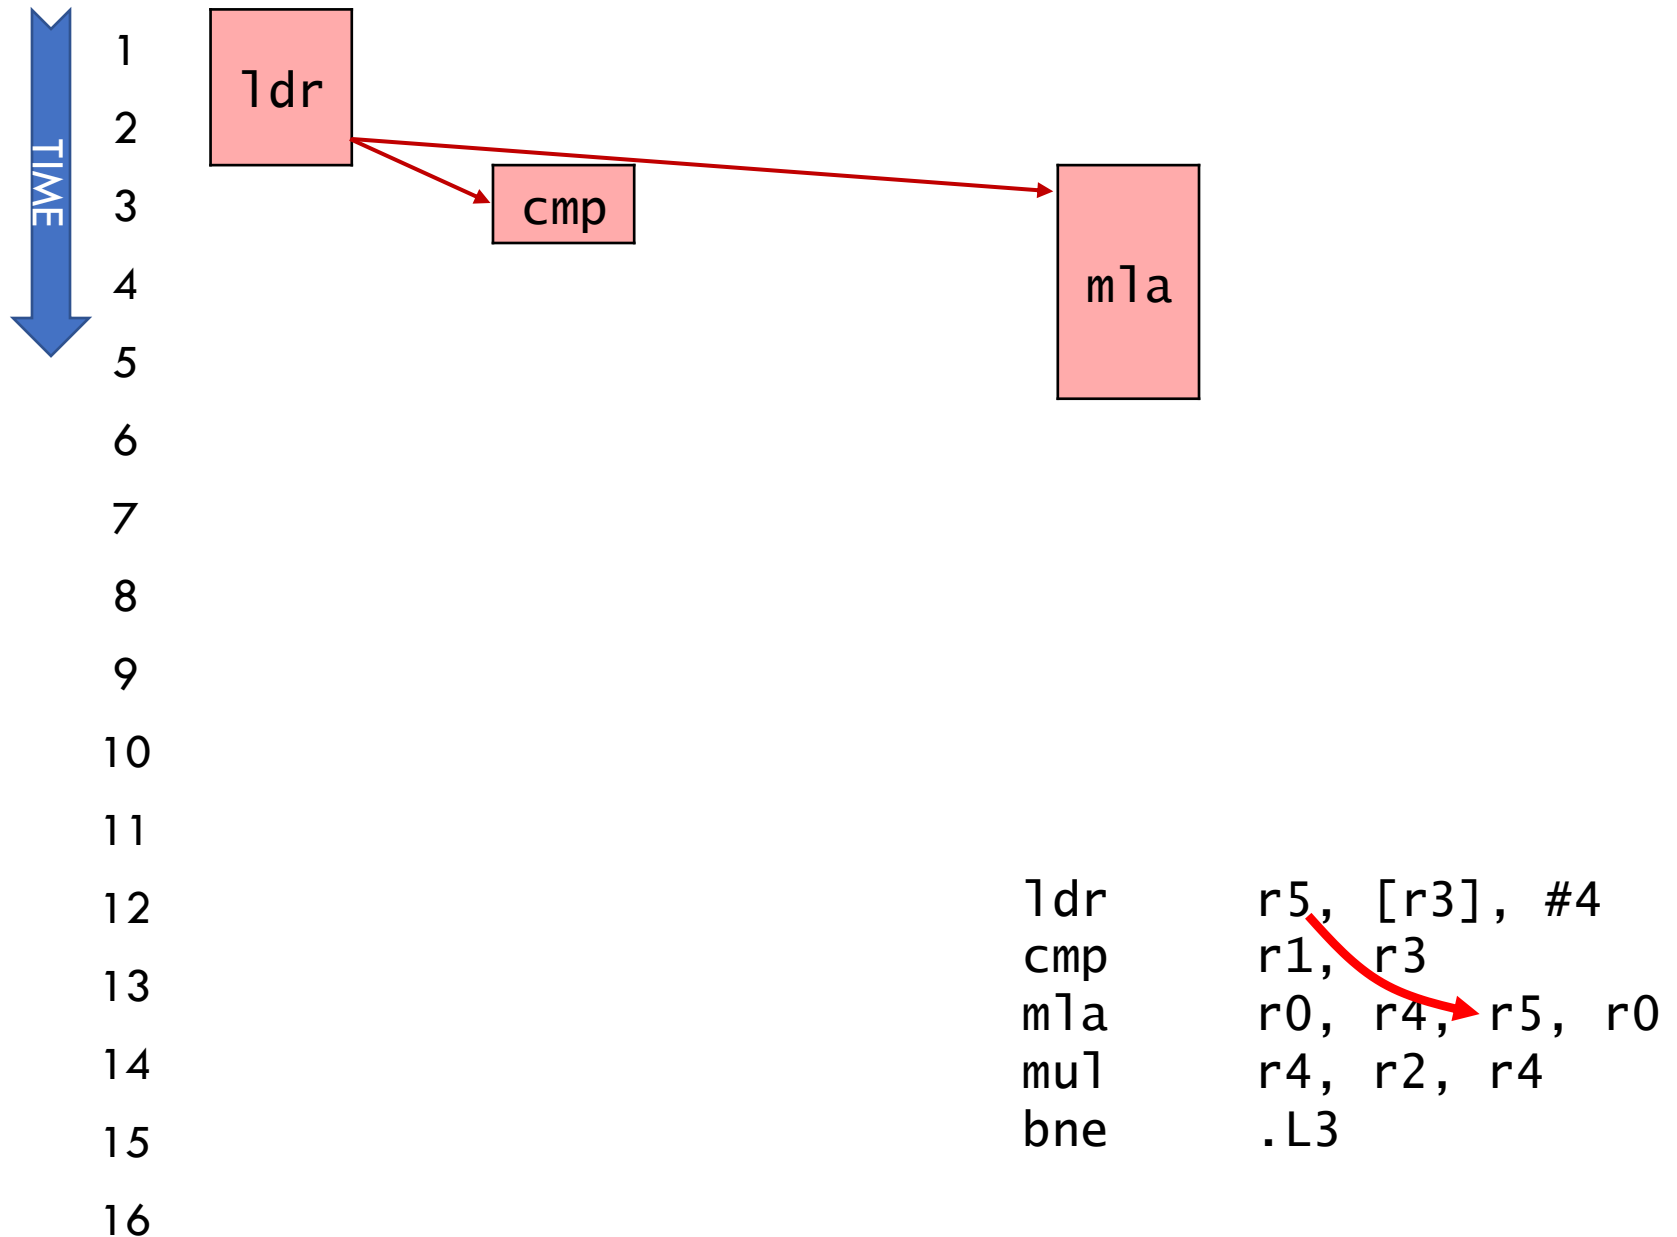 TIME
1
ldr
2
3
cmp
4
mla
5
6
7
8
9
10
11
12
13
14
15
16
ldr r5, [r3], #4
cmp r1, r3
mla r0, r4, r5, r0
mul r4, r2, r4
bne .L3